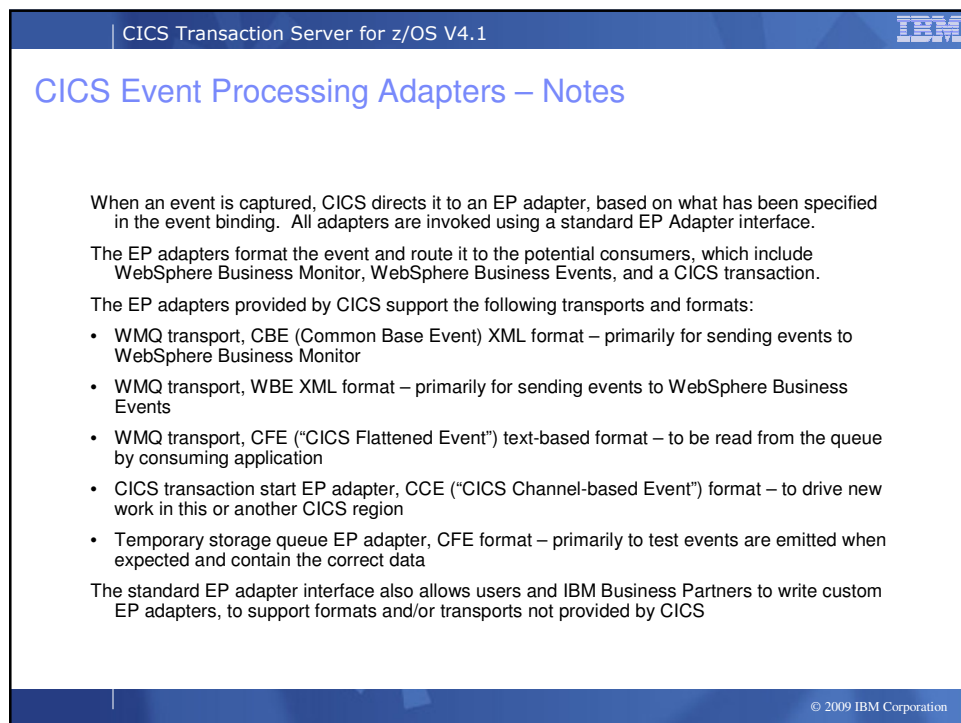 CICS Transaction Server for z/OS V4.1
IBM
CICS Event Processing Adapters – Notes
When an event is captured, CICS directs it to an EP adapter, based on what has been specified
in the event binding.  All adapters are invoked using a standard EP Adapter interface.
The EP adapters format the event and route it to the potential consumers, which include
WebSphere Business Monitor, WebSphere Business Events, and a CICS transaction.
The EP adapters provided by CICS support the following transports and formats:
• WMQ transport, CBE (Common Base Event) XML format – primarily for sending events to
WebSphere Business Monitor
• WMQ transport, WBE XML format – primarily for sending events to WebSphere Business
Events
• WMQ transport, CFE (“CICS Flattened Event”) text-based format – to be read from the queue
by consuming application
• CICS transaction start EP adapter, CCE (“CICS Channel-based Event”) format – to drive new
work in this or another CICS region
• Temporary storage queue EP adapter, CFE format – primarily to test events are emitted when
expected and contain the correct data
The standard EP adapter interface also allows users and IBM Business Partners to write custom
EP adapters, to support formats and/or transports not provided by CICS
© 2009 IBM Corporation